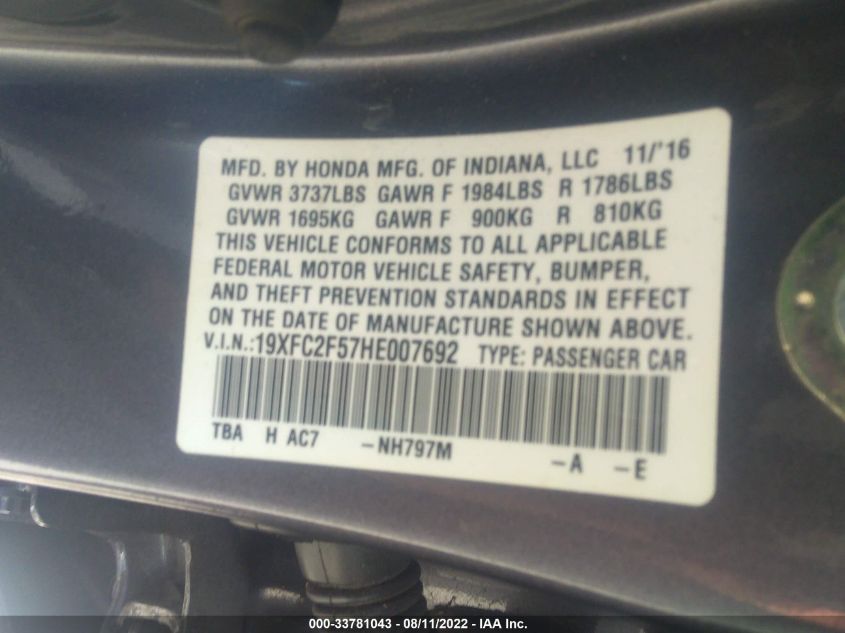 MFD. BY HONDA MFG. OF INDIANA, LLC 11/'16
GVWR 3737LBS GAWR F 1984LBS R 1786LBS
GVWR 1695KG GAWR F 900KG R 810KG
THIS VEHICLE CONFORMS TO ALL APPLICABLE
FEDERAL MOTOR VEHICLE SAFETY, BUMPER,
AND THEFT PREVENTION STANDARDS IN EFFECT
ON THE DATE OF MANUFACTURE SHOWN ABOVE.
V.I.N.:19XFC2F57HE007692 TYPE: PASSENGER CAR
TBA H AC7 -NH797M -A -E
000-33781043 - 08/11/2022 - IAA Inc.